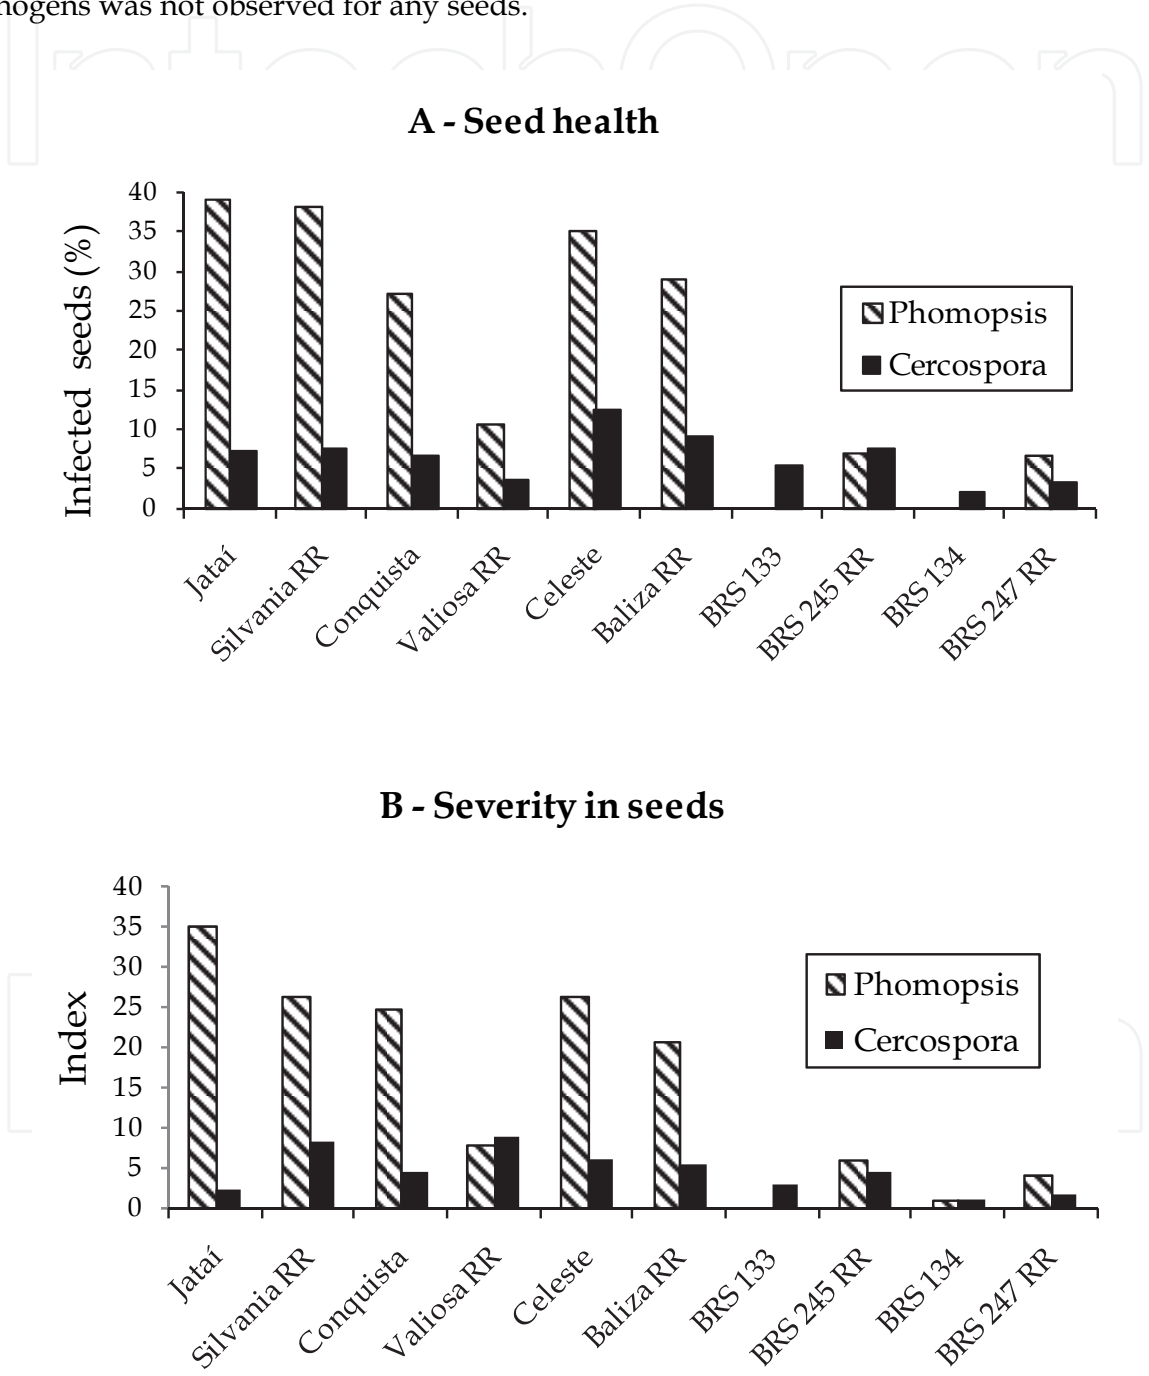 was not observed for any seeds.
A - Seed health
Infected seeds (%)
40
35
30
25
20
15
10
5
0
Phomopsis
Cercospora
Jataí
Silvania RR
Conquista
Valiosa RR
Celeste
Baliza RR
BRS 133
BRS 245 RR
BRS 134
BRS 247 RR
B - Severity in seeds
Index
40
35
30
25
20
15
10
5
0
Phomopsis
Cercospora
Jataí
Silvania RR
Conquista
Valiosa RR
Celeste
Baliza RR
BRS 133
BRS 245 RR
BRS 134
BRS 247 RR